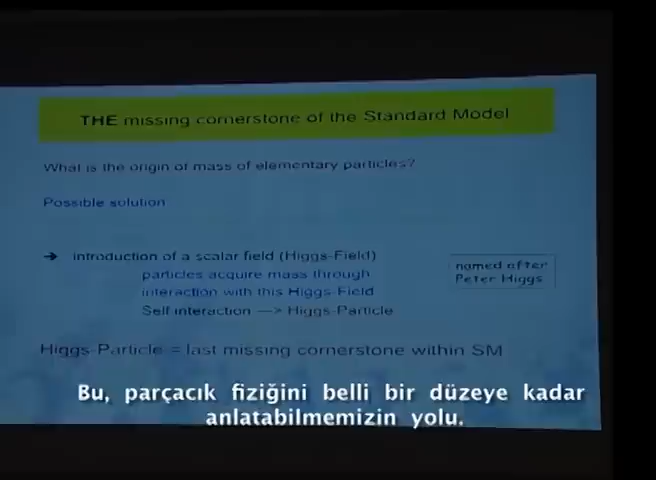 THE missing cornerstone of the Standard Model
What is the origin of mass of elementary particles?
Possible solution
➔ introduction of a scalar field (Higgs-Field)
particles acquire mass through
interaction with this Higgs-Field
Self interaction —> Higgs-Particle
named after
Peter Higgs
Higgs-Particle = last missing cornerstone within SM
Bu, parçacık fiziğini belli bir düzeye kadar
anlatabilmemizin yolu.